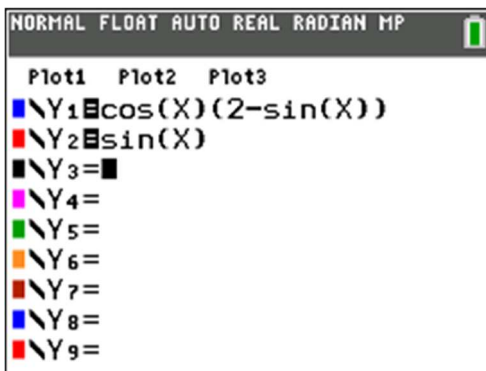 NORMAL FLOAT AUTO REAL RADIAN MP
Plot1 Plot2 Plot3
\Y₁=cos(X)(2-sin(X))
\Y₂=sin(X)
\Y₃=
\Y₄=
\Y₅=
\Y₆=
\Y₇=
\Y₈=
\Y₉=